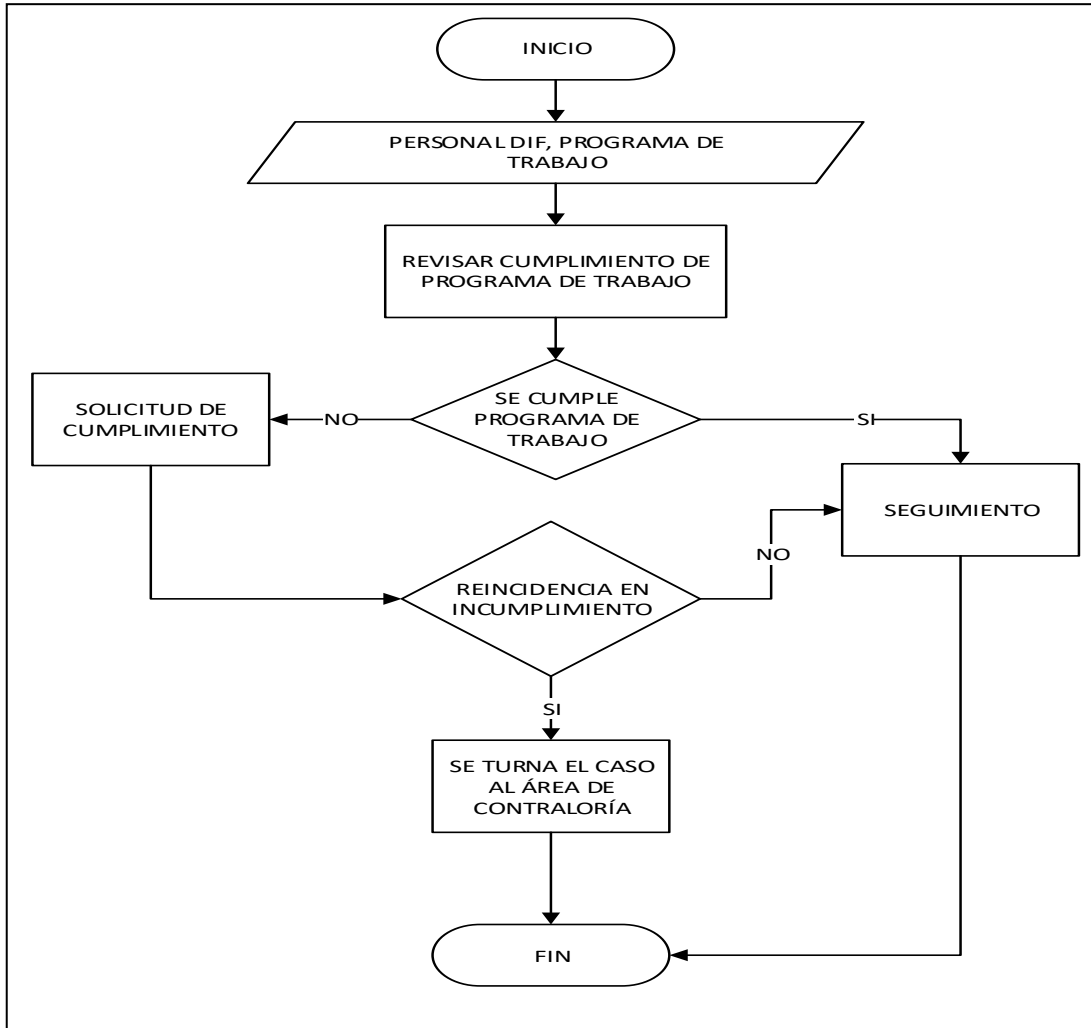 INICIO
PERSONAL DIF, PROGRAMA DE
TRABAJO
REVISAR CUMPLIMIENTO DE
PROGRAMA DE TRABAJO
SE CUMPLE
PROGRAMA DE
TRABAJO
NO
SI
SOLICITUD DE
CUMPLIMIENTO
SEGUIMIENTO
REINCIDENCIA EN
INCUMPLIMIENTO
NO
SI
SE TURNA EL CASO
AL ÁREA DE
CONTRALORÍA
FIN